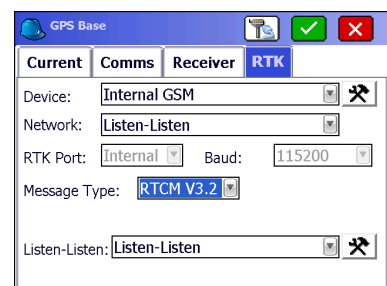 GPS Base
Current Comms Receiver RTK
Device: Internal GSM
Network: Listen-Listen
RTK Port: Internal Baud: 115200
Message Type: RTCM V3.2
Listen-Listen: Listen-Listen